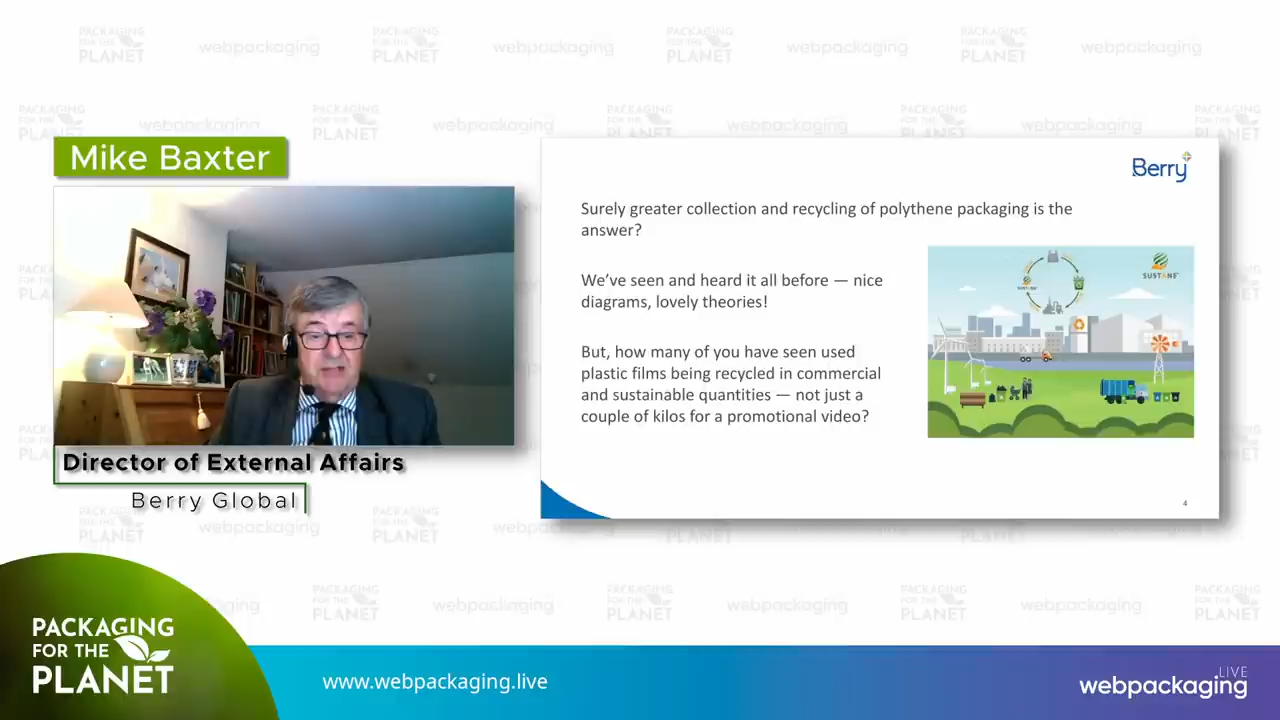 Mike Baxter
Director of External Affairs
Berry Global
Berry
Surely greater collection and recycling of polythene packaging is the
answer?
We’ve seen and heard it all before — nice
diagrams, lovely theories!
But, how many of you have seen used
plastic films being recycled in commercial
and sustainable quantities — not just a
couple of kilos for a promotional video?
SUSTANE
4
PACKAGING
FOR THE
PLANET
www.webpackaging.live
LIVE
webpackaging